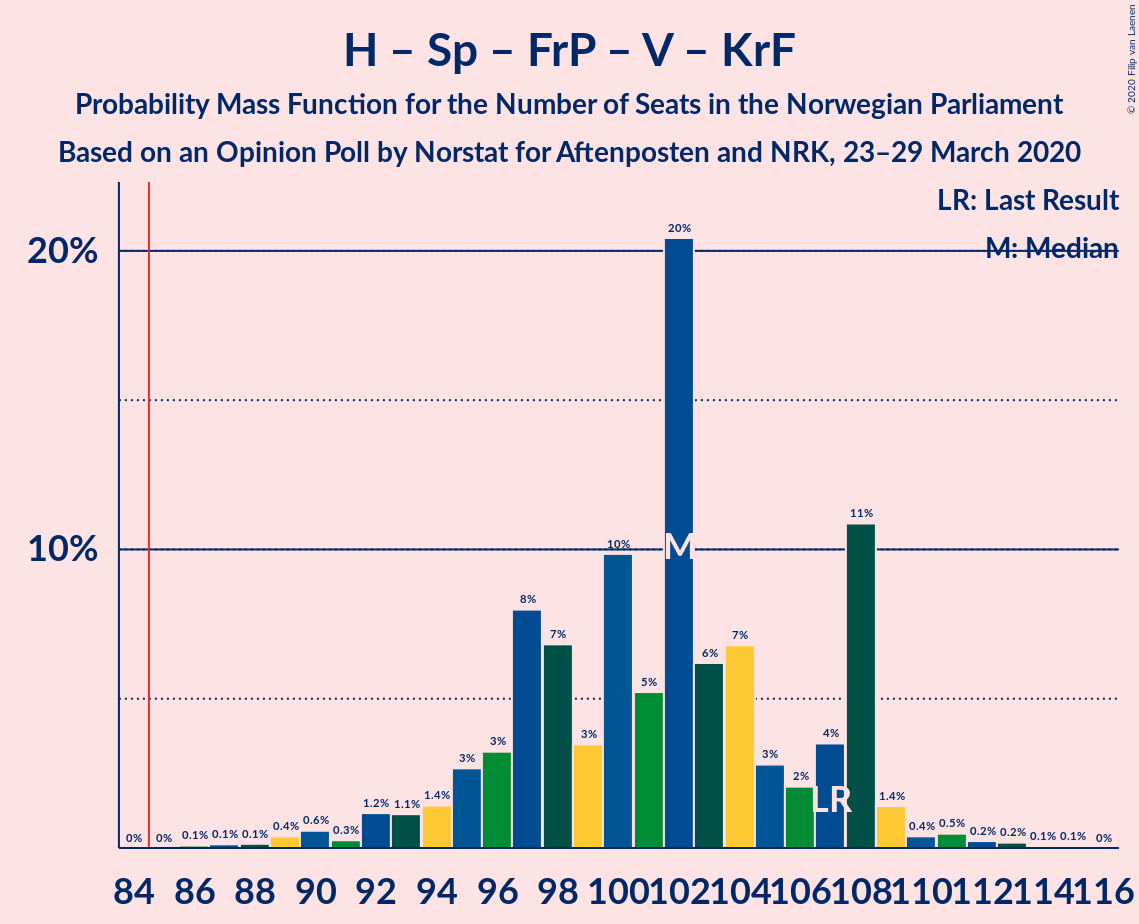 H – Sp – FrP – V – KrF
Probability Mass Function for the Number of Seats in the Norwegian Parliament
Based on an Opinion Poll by Norstat for Aftenposten and NRK, 23–29 March 2020
© 2020 Filip van Laenen
LR: Last Result
M: Median
20%
10%
0% 0% 0.1% 0.1% 0.1% 0.4% 0.6% 0.3% 1.2% 1.1% 1.4% 3% 3% 8% 7% 3% 10% 5% 20% 6% 7% 3% 2% 4% 11% 1.4% 0.4% 0.5% 0.2% 0.2% 0.1% 0.1% 0%
M
LR
84 86 88 90 92 94 96 98 100 102 104 106 108 110 112 114 116